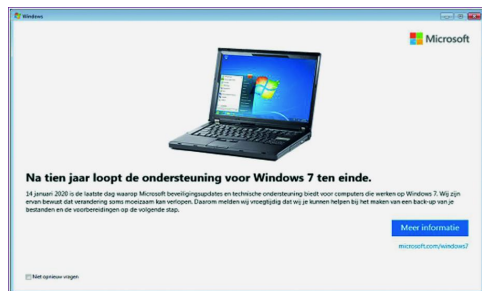 Windows
Microsoft
Na tien jaar loopt de ondersteuning voor Windows 7 ten einde.
14 januari 2020 is de laatste dag waarop Microsoft beveiligingsupdates en technische ondersteuning biedt voor computers die werken op Windows 7. Wij zijn
ervan bewust dat verandering soms moeizaam kan verlopen. Daarom melden wij vroegtijdig dat wij je kunnen helpen bij het maken van een back-up van je
bestanden en de voorbereidingen op de volgende stap.
Meer informatie
microsoft.com/windows7
Niet opnieuw vragen